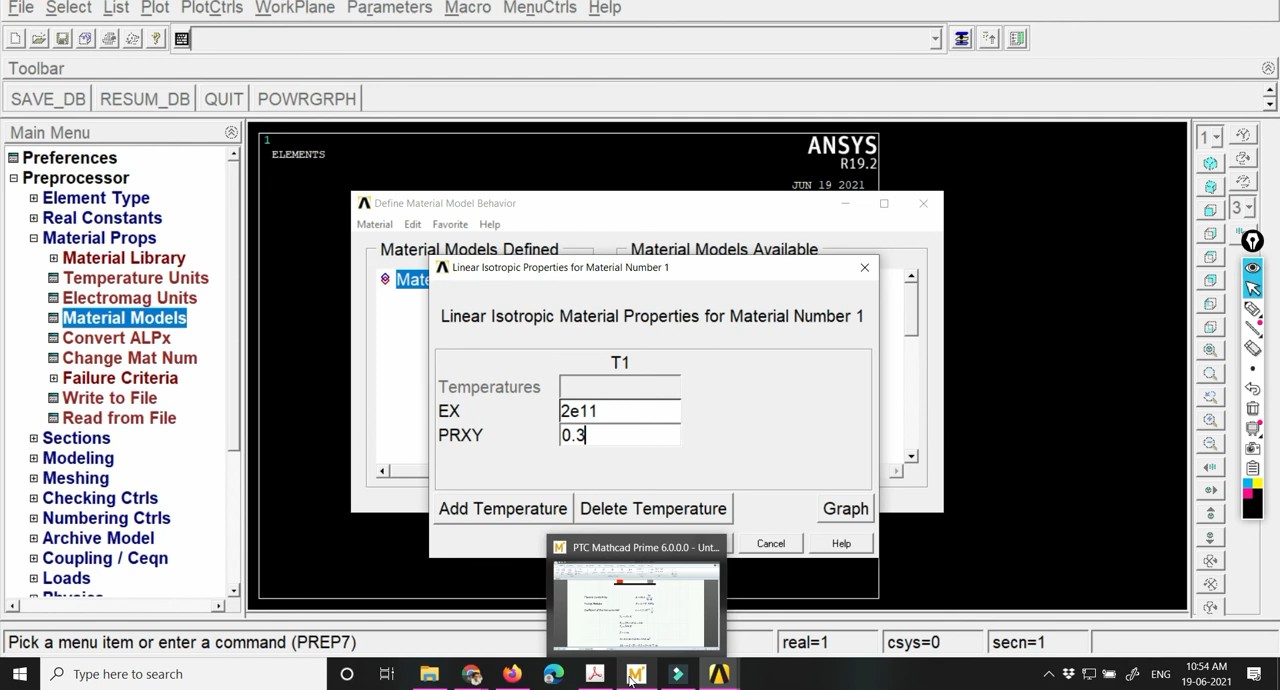 File Select List Plot PlotCtrls WorkPlane Parameters Macro MenuCtrls Help
Toolbar
SAVE_DB RESUM_DB QUIT POWRGRPH
Main Menu
Preferences
Preprocessor
Element Type
Real Constants
Material Props
Material Library
Temperature Units
Electromag Units
Material Models
Convert ALPx
Change Mat Num
Failure Criteria
Write to File
Read from File
Sections
Modeling
Meshing
Checking Ctrls
Numbering Ctrls
Archive Model
Coupling / Ceqn
Loads
1
ELEMENTS
ANSYS
R19.2
JUN 19 2021
Define Material Model Behavior
Material Edit Favorite Help
Material Models Defined
Material Models Available
Linear Isotropic Properties for Material Number 1
Linear Isotropic Material Properties for Material Number 1
T1
Temperatures
EX 2e11
PRXY 0.3
Add Temperature Delete Temperature Graph
Cancel Help
PTC Mathcad Prime 6.0.0.0 - Unt...
1
3
Pick a menu item or enter a command (PREP7)
real=1 csys=0 secn=1
Type here to search
ENG
10:54 AM
19-06-2021